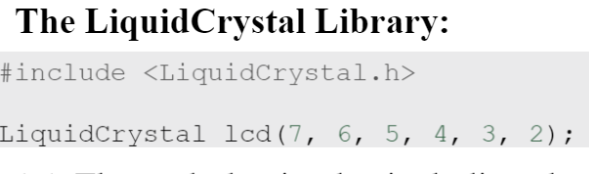 The LiquidCrystal Library:
#include <LiquidCrystal.h>
LiquidCrystal lcd(7, 6, 5, 4, 3, 2);